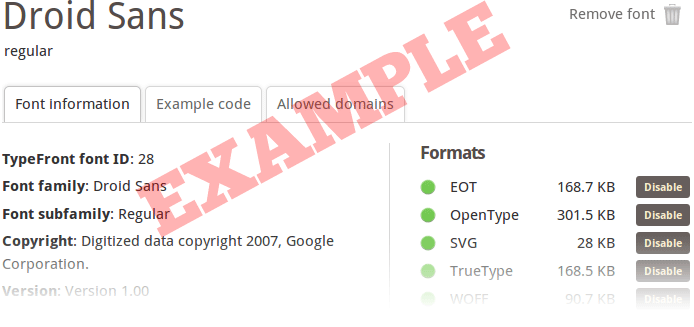 Droid Sans
Remove font
regular
Font information
Example code
Allowed domains
EXAMPLE
TypeFront font ID: 28
Font family: Droid Sans
Font subfamily: Regular
Copyright: Digitized data copyright 2007, Google
Corporation.
Version: Version 1.00
Formats
EOT 168.7 KB Disable
OpenType 301.5 KB Disable
SVG 28 KB Disable
TrueType 168.5 KB Disable
WOFF 90.7 KB Disable